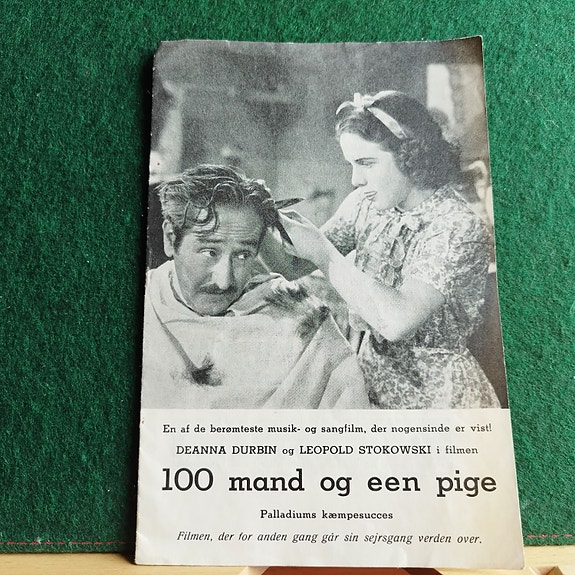 En af de berømteste musik- og sangfilm, der nogensinde er vist!
DEANNA DURBIN og LEOPOLD STOKOWSKI i filmen
100 mand og een pige
Palladiums kæmpesucces
Filmen, der for anden gang går sin sejrsgang verden over.